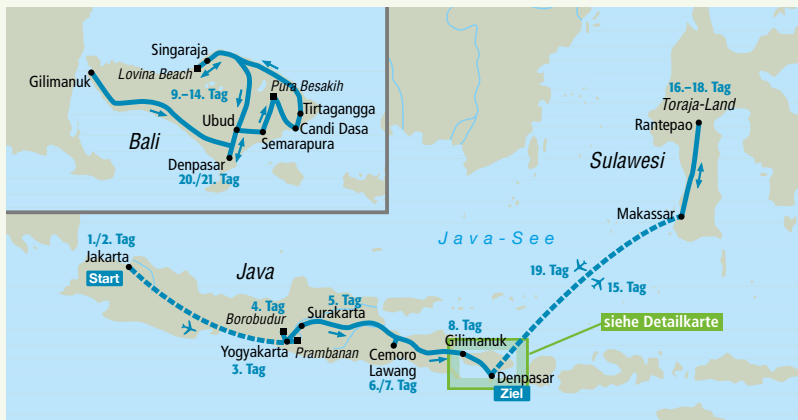 Singaraja
Gilimanuk
Lovina Beach
Pura Besakih
9.–14. Tag
Tirtagangga
Ubud
Candi Dasa
Bali
Semarapura
Denpasar
20./21. Tag
16.–18. Tag
Toraja-Land
Rantepao
Sulawesi
Makassar
Java-See
1./2. Tag
Jakarta
Start
Java
19. Tag
15. Tag
4. Tag
5. Tag
Borobudur
Surakarta
8. Tag
siehe Detailkarte
Gilimanuk
Yogyakarta
Prambanan
3. Tag
Cemoro
Lawang
6./7. Tag
Denpasar
Ziel